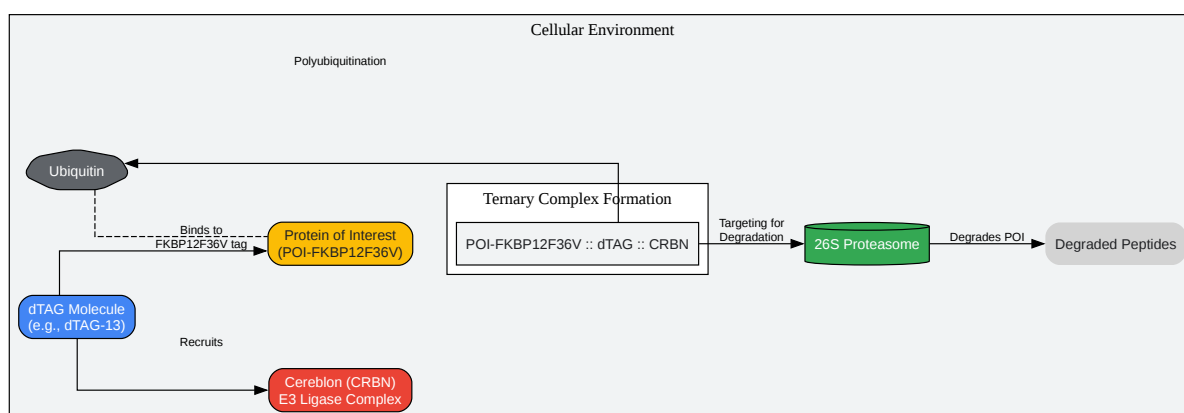 Cellular Environment
Polyubiquitination
Ubiquitin
Ternary Complex Formation
Binds to
FKBP12F36V tag
Protein of Interest
(POI-FKBP12F36V)
POI-FKBP12F36V :: dTAG :: CRBN
Targeting for
Degradation
26S Proteasome
Degrades POI
Degraded Peptides
dTAG Molecule
(e.g., dTAG-13)
Recruits
Cereblon (CRBN)
E3 Ligase Complex